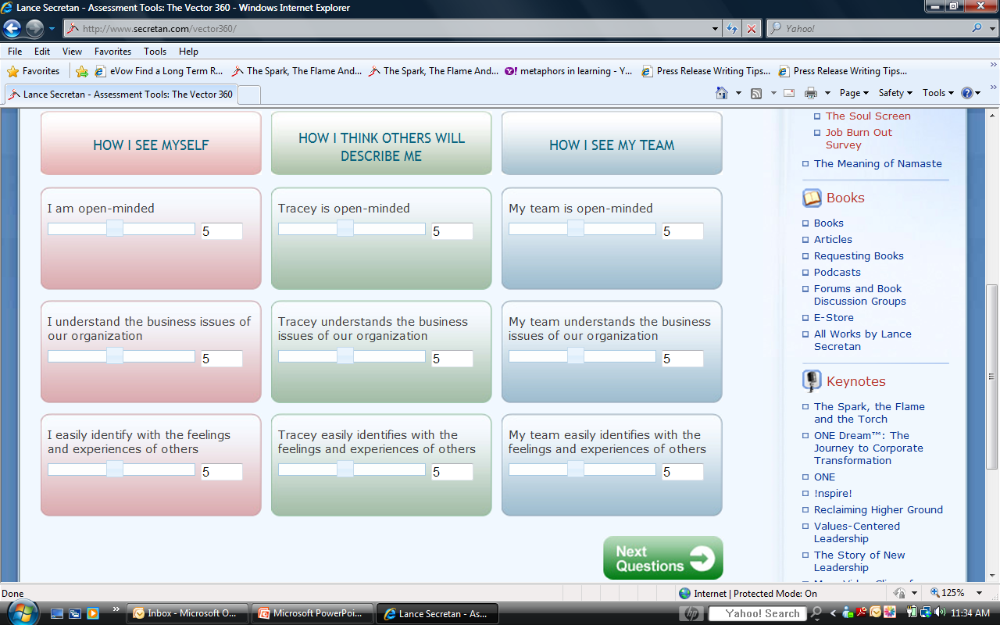 Lance Secretan - Assessment Tools: The Vector 360 - Windows Internet Explorer
http://www.secretan.com/vector360/
Yahoo!
File Edit View Favorites Tools Help
Favorites
eVow Find a Long Term R...
The Spark, The Flame And...
The Spark, The Flame And...
metaphors in learning - Y...
Press Release Writing Tips...
Press Release Writing Tips...
Lance Secretan - Assessment Tools: The Vector 360
Page Safety Tools
HOW I SEE MYSELF
HOW I THINK OTHERS WILL
DESCRIBE ME
HOW I SEE MY TEAM
I am open-minded
5
Tracey is open-minded
5
My team is open-minded
5
I understand the business issues of
our organization
5
Tracey understands the business
issues of our organization
5
My team understands the business
issues of our organization
5
I easily identify with the feelings
and experiences of others
5
Tracey easily identifies with the
feelings and experiences of others
5
My team easily identifies with the
feelings and experiences of others
5
Next
Questions
The Soul Screen
Job Burn Out
Survey
The Meaning of Namaste
Books
Books
Articles
Requesting Books
Podcasts
Forums and Book
Discussion Groups
E-Store
All Works by Lance
Secretan
Keynotes
The Spark, the Flame
and the Torch
ONE Dream™: The
Journey to Corporate
Transformation
ONE
!nspire!
Reclaiming Higher Ground
Values-Centered
Leadership
The Story of New
Leadership
Done
Internet | Protected Mode: On
125%
Inbox - Microsoft O...
Microsoft PowerPoi...
Lance Secretan - As...
hp
Yahoo! Search
11:34 AM